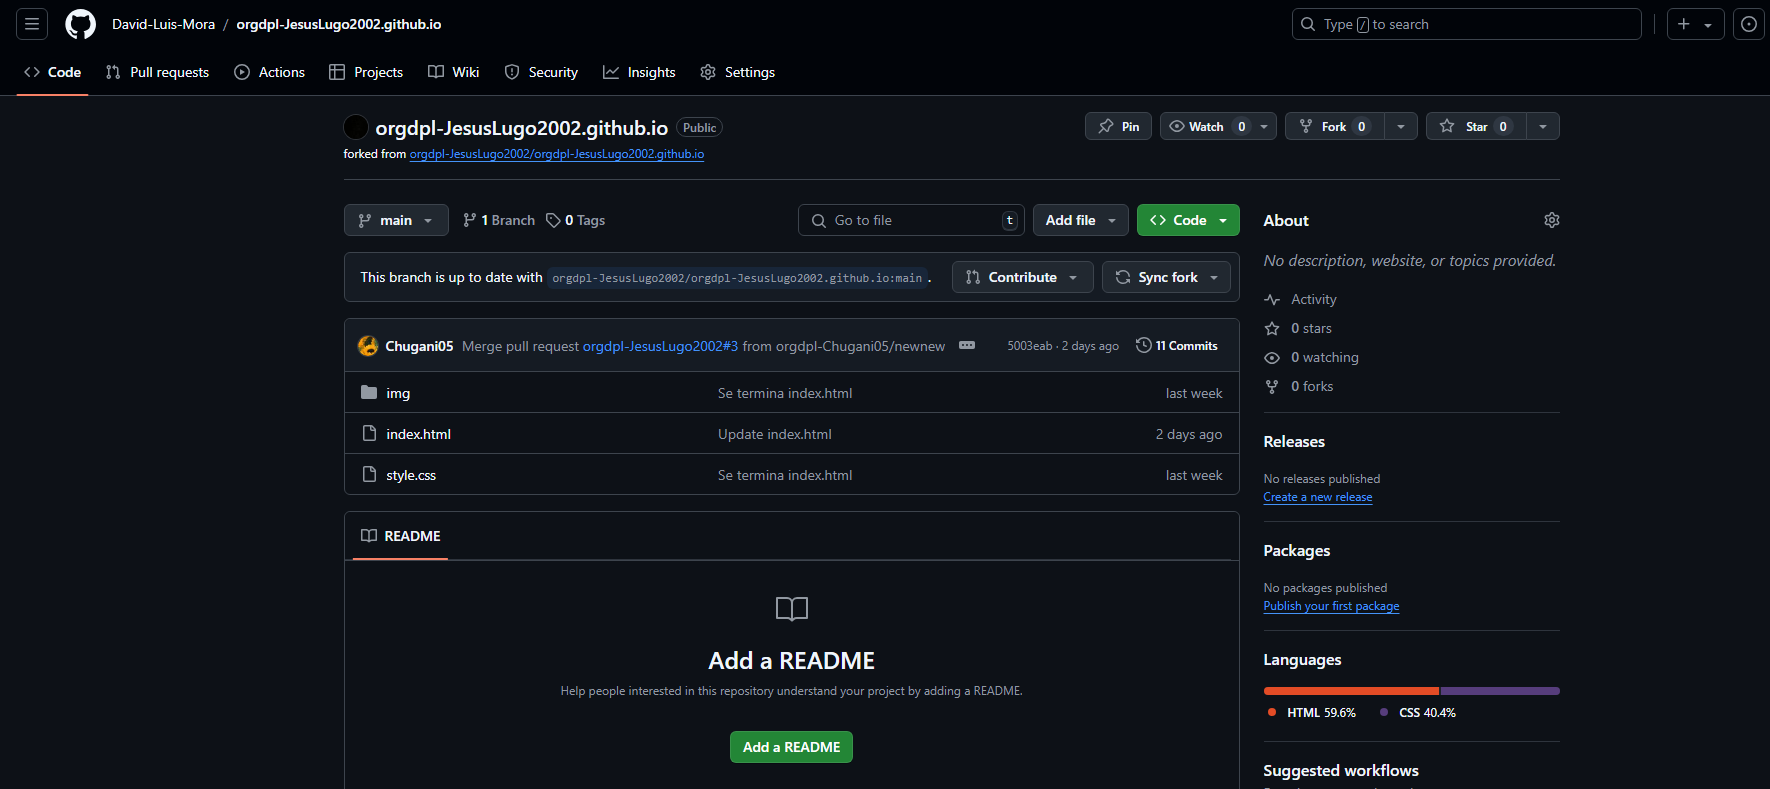 David-Luis-Mora / orgdpl-JesusLugo2002.github.io
Type / to search
Code Pull requests Actions Projects Wiki Security Insights Settings
orgdpl-JesusLugo2002.github.io Public
Pin Watch 0 Fork 0 Star 0
forked from orgdpl-JesusLugo2002/orgdpl-JesusLugo2002.github.io
main 1 Branch 0 Tags
Go to file t
Add file Code
This branch is up to date with orgdpl-JesusLugo2002/orgdpl-JesusLugo2002.github.io:main .
Contribute Sync fork
Chugani05 Merge pull request orgdpl-JesusLugo2002#3 from orgdpl-Chugani05/newnew
5003eab · 2 days ago 11 Commits
img Se termina index.html last week
index.html Update index.html 2 days ago
style.css Se termina index.html last week
README
Add a README
Help people interested in this repository understand your project by adding a README.
Add a README
About
No description, website, or topics provided.
Activity
0 stars
0 watching
0 forks
Releases
No releases published
Create a new release
Packages
No packages published
Publish your first package
Languages
HTML 59.6% CSS 40.4%
Suggested workflows